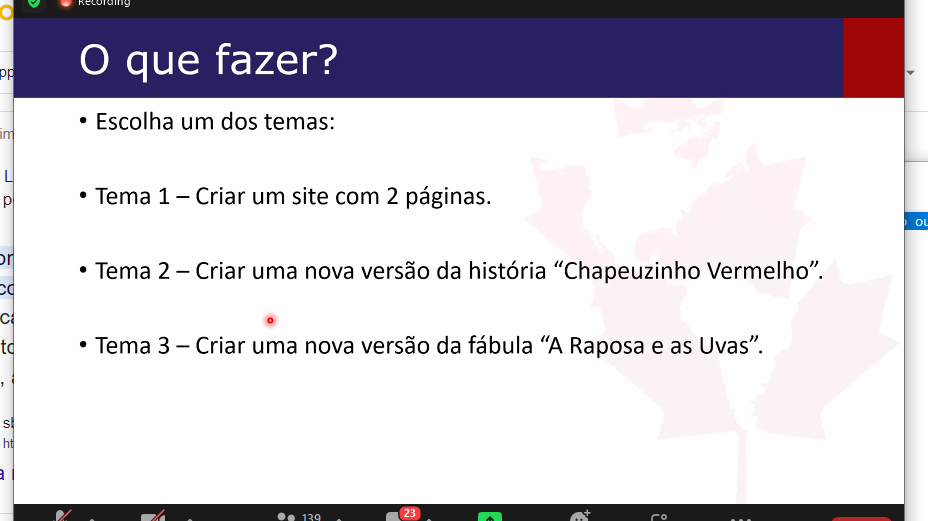 Recording
O que fazer?
• Escolha um dos temas:
• Tema 1 – Criar um site com 2 páginas.
• Tema 2 – Criar uma nova versão da história “Chapeuzinho Vermelho”.
• Tema 3 – Criar uma nova versão da fábula “A Raposa e as Uvas”.
139
23